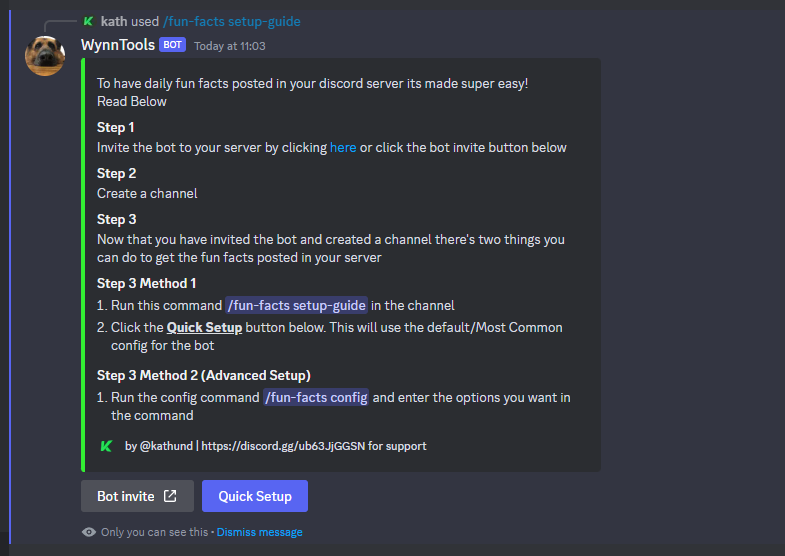 kath used /fun-facts setup-guide
WynnTools BOT Today at 11:03
To have daily fun facts posted in your discord server its made super easy!
Read Below
Step 1
Invite the bot to your server by clicking here or click the bot invite button below
Step 2
Create a channel
Step 3
Now that you have invited the bot and created a channel there's two things you
can do to get the fun facts posted in your server
Step 3 Method 1
1. Run this command /fun-facts setup-guide in the channel
2. Click the Quick Setup button below. This will use the default/Most Common
config for the bot
Step 3 Method 2 (Advanced Setup)
1. Run the config command /fun-facts config and enter the options you want in
the command
by @kathund | https://discord.gg/ub63JjGGSN for support
Bot invite Quick Setup
Only you can see this • Dismiss message